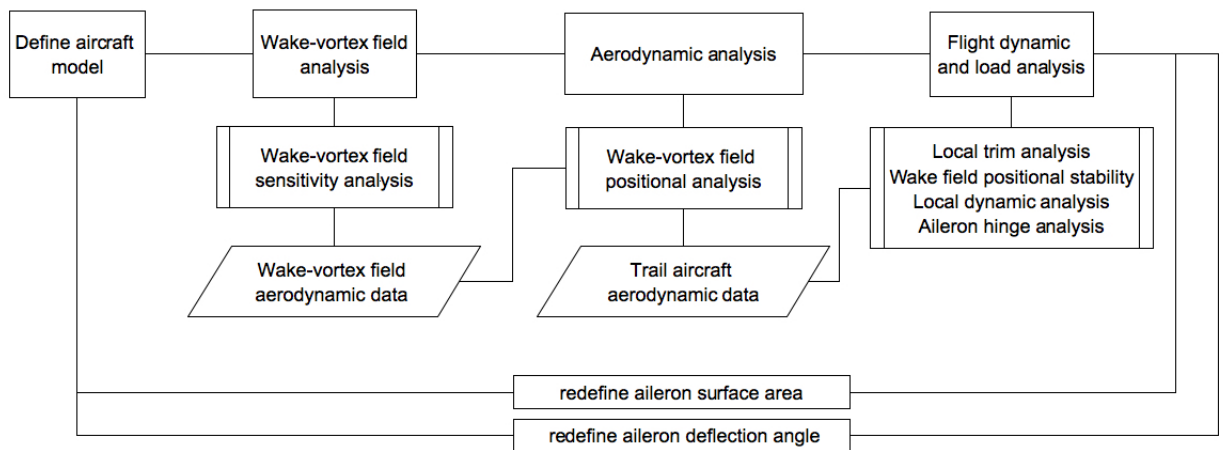 Define aircraft
model
Wake-vortex field
analysis
Aerodynamic analysis
Flight dynamic
and load analysis
Wake-vortex field
sensitivity analysis
Wake-vortex field
positional analysis
Local trim analysis
Wake field positional stability
Local dynamic analysis
Aileron hinge analysis
Wake-vortex field
aerodynamic data
Trail aircraft
aerodynamic data
redefine aileron surface area
redefine aileron deflection angle